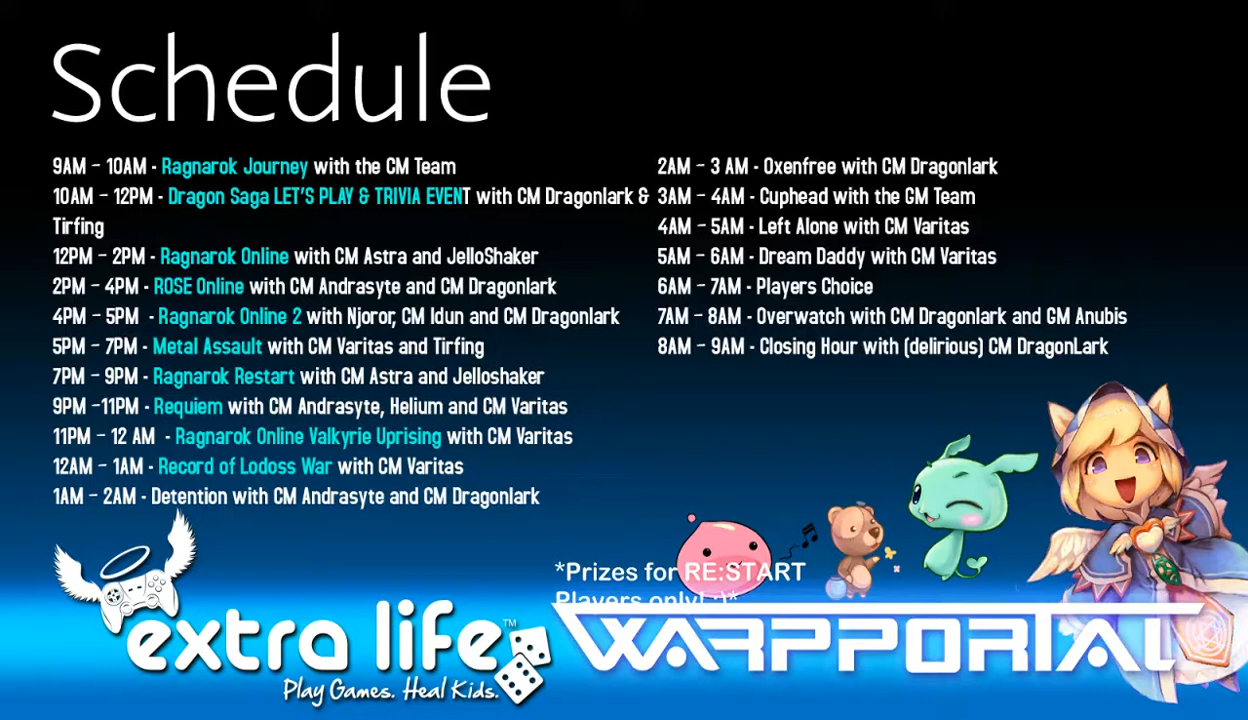 Schedule
9AM – 10AM - Ragnarok Journey with the CM Team
10AM – 12PM - Dragon Saga LET'S PLAY & TRIVIA EVENT with CM Dragonlark &
Tirfing
12PM – 2PM - Ragnarok Online with CM Astra and JelloShaker
2PM – 4PM - ROSE Online with CM Andrasyte and CM Dragonlark
4PM – 5PM - Ragnarok Online 2 with Njoror, CM Idun and CM Dragonlark
5PM – 7PM - Metal Assault with CM Varitas and Tirfing
7PM – 9PM - Ragnarok Restart with CM Astra and Jelloshaker
9PM –11PM - Requiem with CM Andrasyte, Helium and CM Varitas
11PM – 12 AM - Ragnarok Online Valkyrie Uprising with CM Varitas
12AM – 1AM - Record of Lodoss War with CM Varitas
1AM – 2AM - Detention with CM Andrasyte and CM Dragonlark
2AM – 3 AM - Oxenfree with CM Dragonlark
3AM – 4AM - Cuphead with the GM Team
4AM – 5AM - Left Alone with CM Varitas
5AM – 6AM - Dream Daddy with CM Varitas
6AM – 7AM - Players Choice
7AM – 8AM - Overwatch with CM Dragonlark and GM Anubis
8AM – 9AM - Closing Hour with (delirious) CM DragonLark
*Prizes for RE:START
Players only! :)*
extra life™
Play Games. Heal Kids.
WARPPORTAL